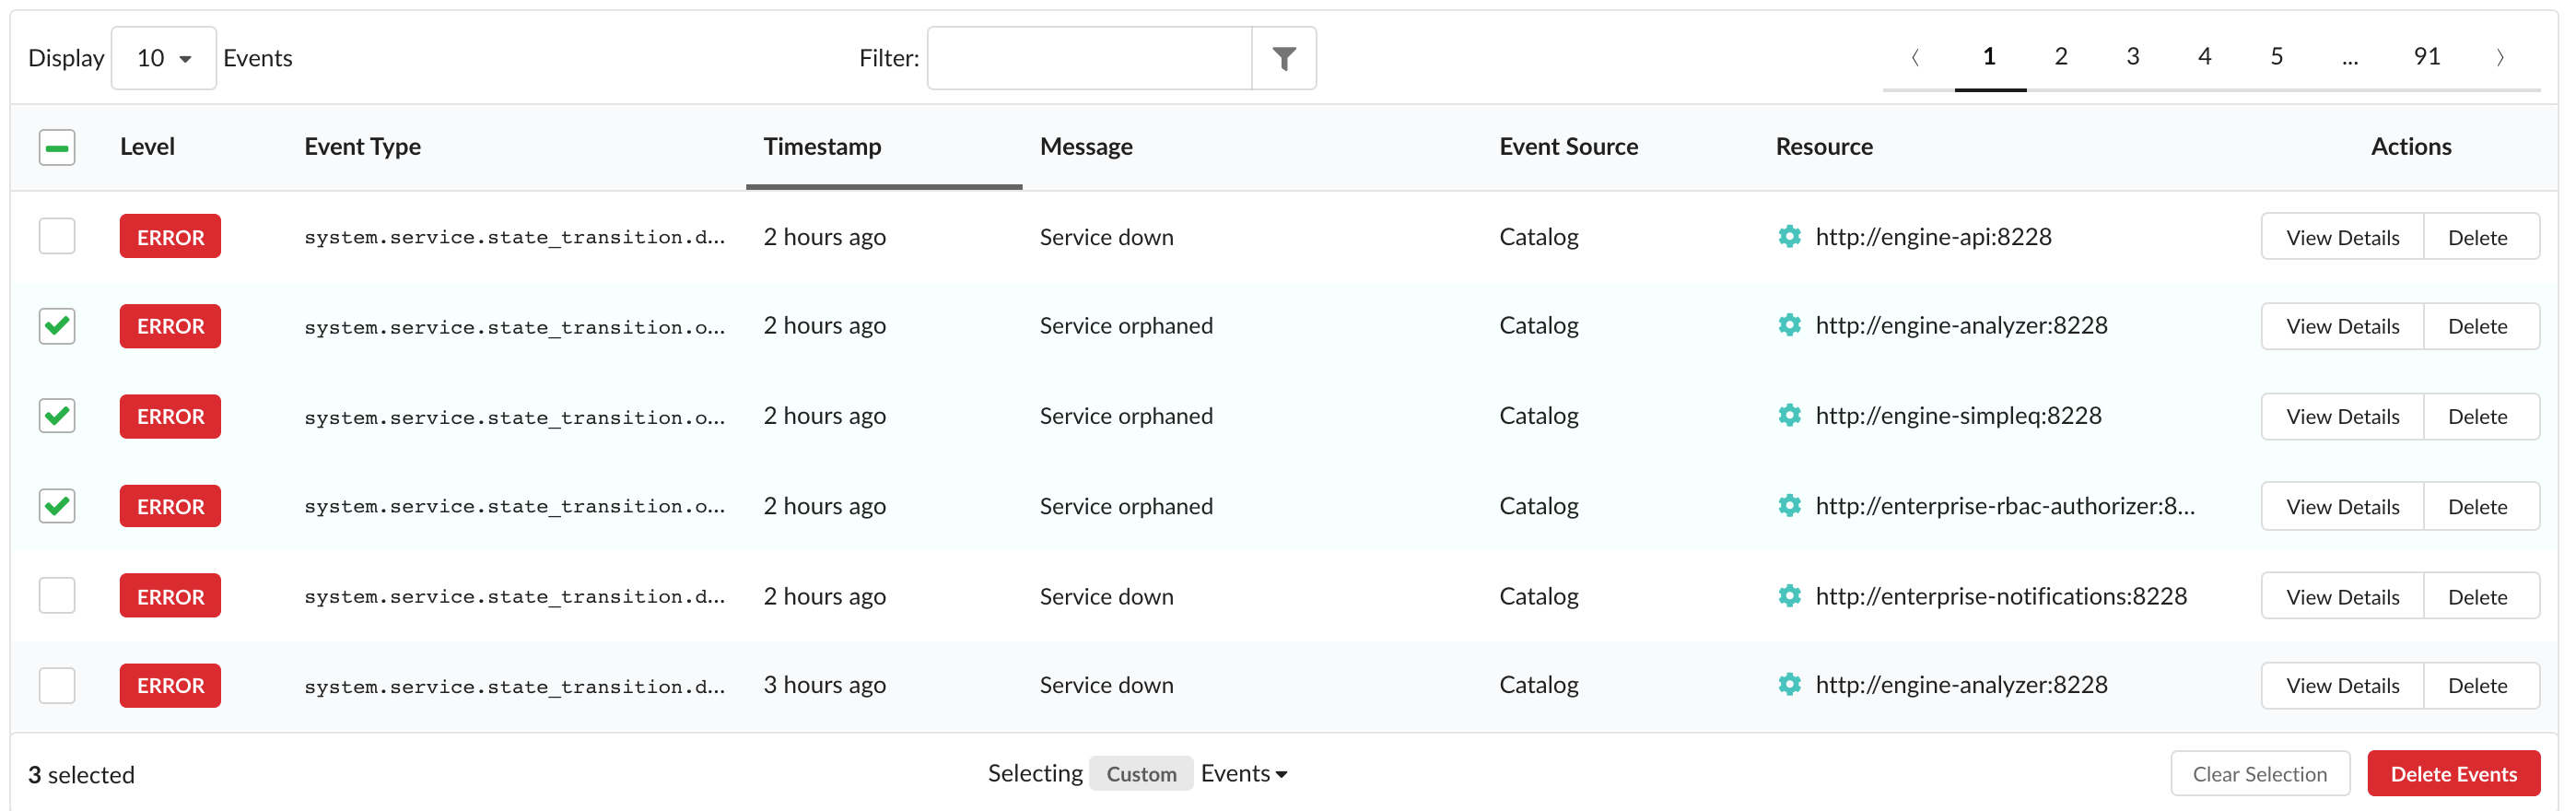 Display 10 Events Filter: 1 2 3 4 5 ... 91
Level Event Type Timestamp Message Event Source Resource Actions
ERROR system.service.state_transition.d... 2 hours ago Service down Catalog http://engine-api:8228 View Details Delete
ERROR system.service.state_transition.o... 2 hours ago Service orphaned Catalog http://engine-analyzer:8228 View Details Delete
ERROR system.service.state_transition.o... 2 hours ago Service orphaned Catalog http://engine-simpleq:8228 View Details Delete
ERROR system.service.state_transition.o... 2 hours ago Service orphaned Catalog http://enterprise-rbac-authorizer:8... View Details Delete
ERROR system.service.state_transition.d... 2 hours ago Service down Catalog http://enterprise-notifications:8228 View Details Delete
ERROR system.service.state_transition.d... 3 hours ago Service down Catalog http://engine-analyzer:8228 View Details Delete
3 selected Selecting Custom Events Clear Selection Delete Events